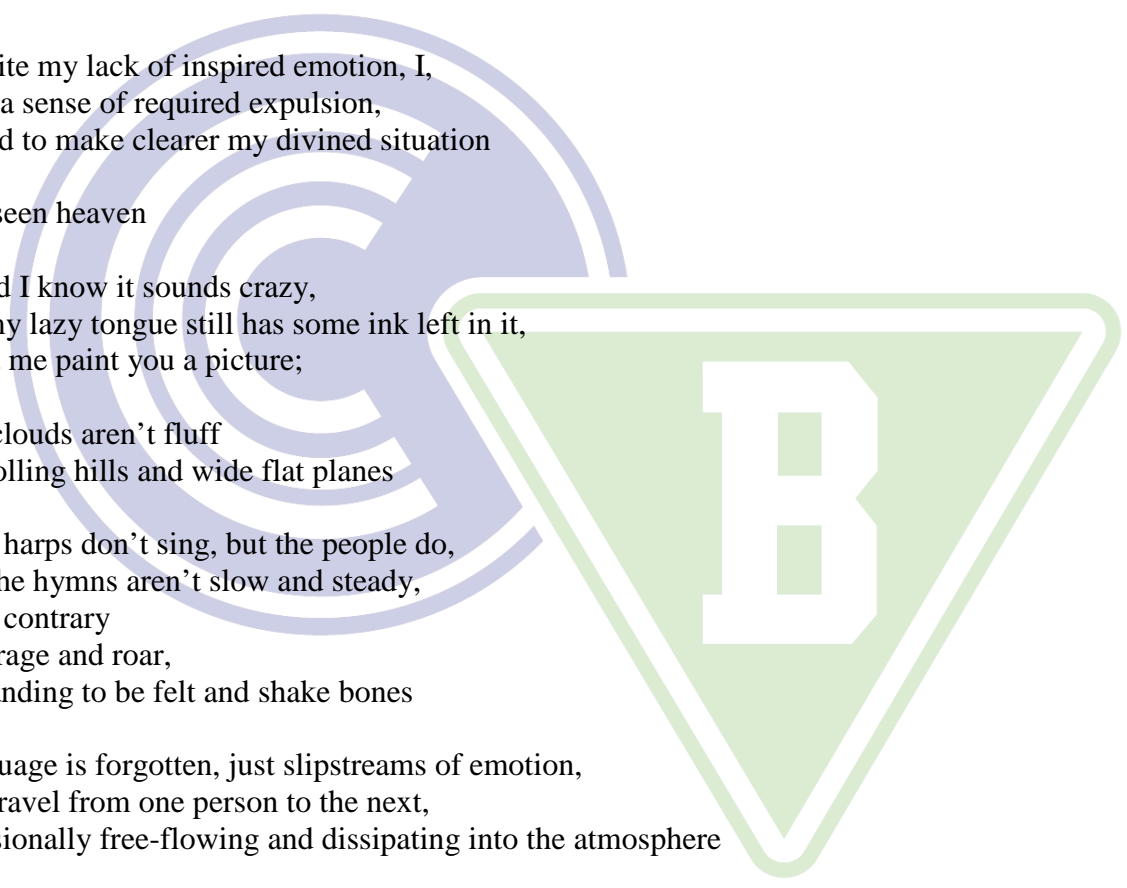 ite my lack of inspired emotion, I,
a sense of required expulsion,
d to make clearer my divined situation
seen heaven
d I know it sounds crazy,
ny lazy tongue still has some ink left in it,
me paint you a picture;
clouds aren’t fluff
olling hills and wide flat planes
harps don’t sing, but the people do,
he hymns aren’t slow and steady,
contrary
rage and roar,
anding to be felt and shake bones
uage is forgotten, just slipstreams of emotion,
ravel from one person to the next,
sionally free-flowing and dissipating into the atmosphere
C
B